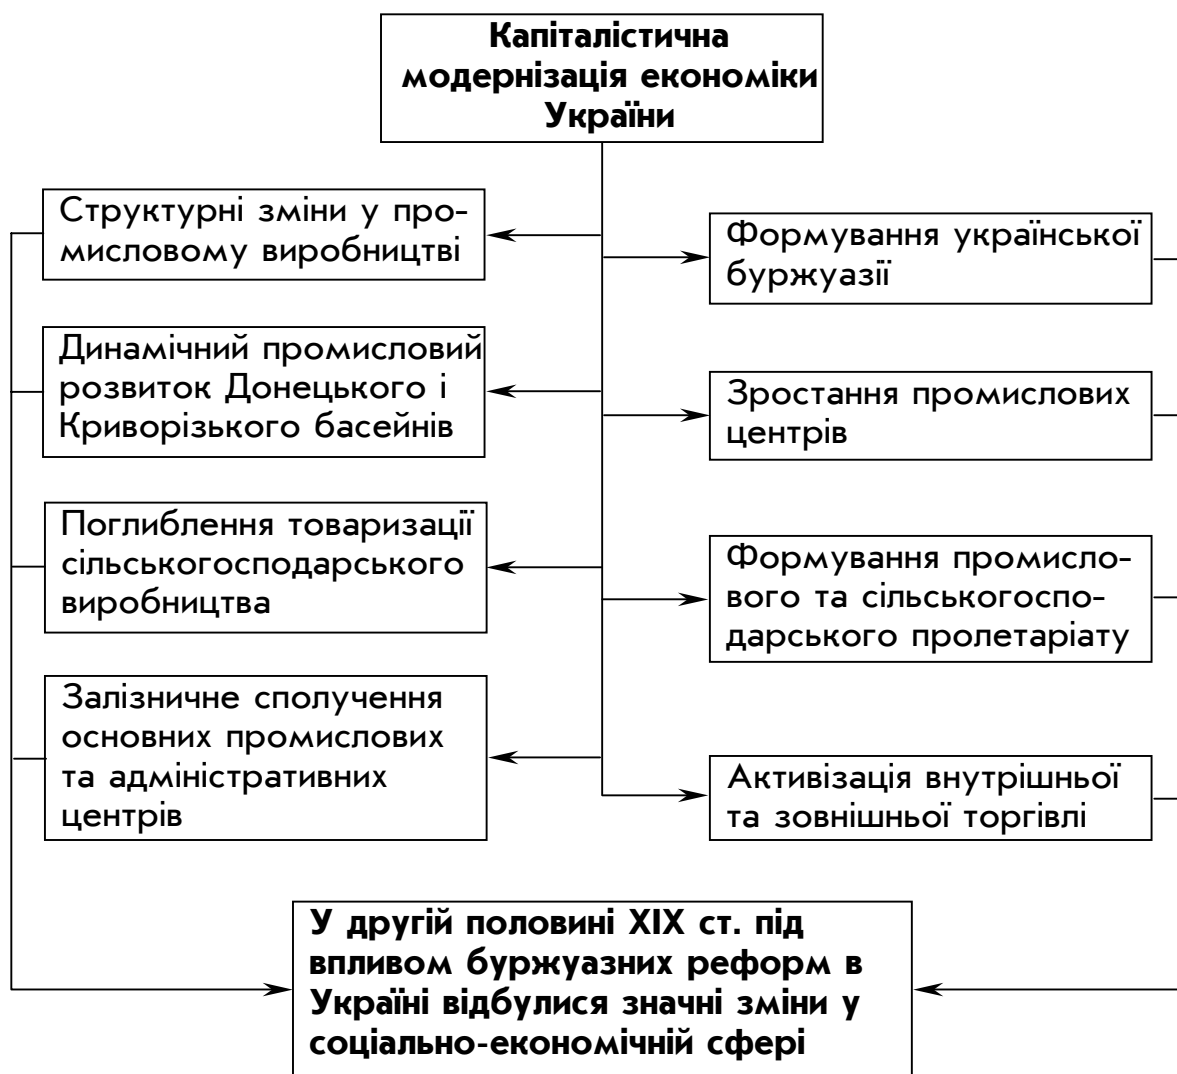 Капіталістична
модернізація економіки
України
Структурні зміни у про-
мисловому виробництві
Динамічний промисловий
розвиток Донецького і
Криворізького басейнів
Поглиблення товаризації
сільськогосподарського
виробництва
Залізничне сполучення
основних промислових
та адміністративних
центрів
Формування української
буржуазії
Зростання промислових
центрів
Формування промисло-
вого та сільськогоспо-
дарського пролетаріату
Активізація внутрішньої
та зовнішньої торгівлі
У другій половині XIX ст. під
впливом буржуазних реформ в
Україні відбулися значні зміни у
соціально-економічній сфері